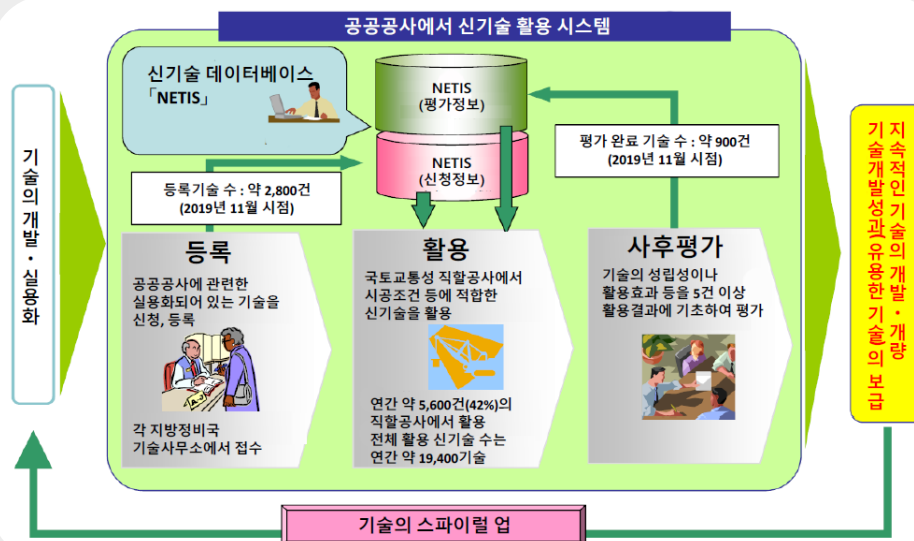 공공공사에서 신기술 활용 시스템
기술의 개발・실용화
신기술 데이터베이스
「NETIS」
NETIS
(평가정보)
NETIS
(신청정보)
등록기술 수 : 약 2,800건
(2019년 11월 시점)
평가 완료 기술 수 : 약 900건
(2019년 11월 시점)
등록
공공공사에 관련한
실용화되어 있는 기술을
신청, 등록
각 지방정비국
기술사무소에서 접수
활용
국토교통성 직할공사에서
시공조건 등에 적합한
신기술을 활용
연간 약 5,600건(42%)의
직할공사에서 활용
전체 활용 신기술 수는
연간 약 19,400기술
사후평가
기술의 성립성이나
활용효과 등을 5건 이상
활용결과에 기초하여 평가
지속적인 기술의 개발・개량
기술개발성과(유용한 기술)의 보급
기술의 스파이럴 업